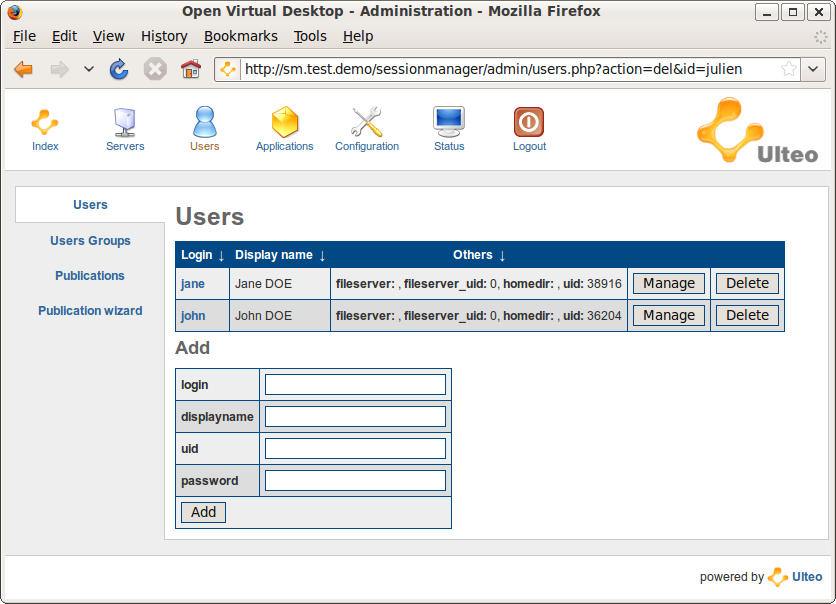 Open Virtual Desktop - Administration - Mozilla Firefox
File Edit View History Bookmarks Tools Help
http://sm.test.demo/sessionmanager/admin/users.php?action=del&id=julien
Index Servers Users Applications Configuration Status Logout
Ulteo
Users
Users Groups
Publications
Publication wizard
Users
Login ↓ Display name ↓ Others ↓
jane Jane DOE fileserver: , fileserver_uid: 0, homedir: , uid: 38916 Manage Delete
john John DOE fileserver: , fileserver_uid: 0, homedir: , uid: 36204 Manage Delete
Add
login
displayname
uid
password
Add
powered by Ulteo